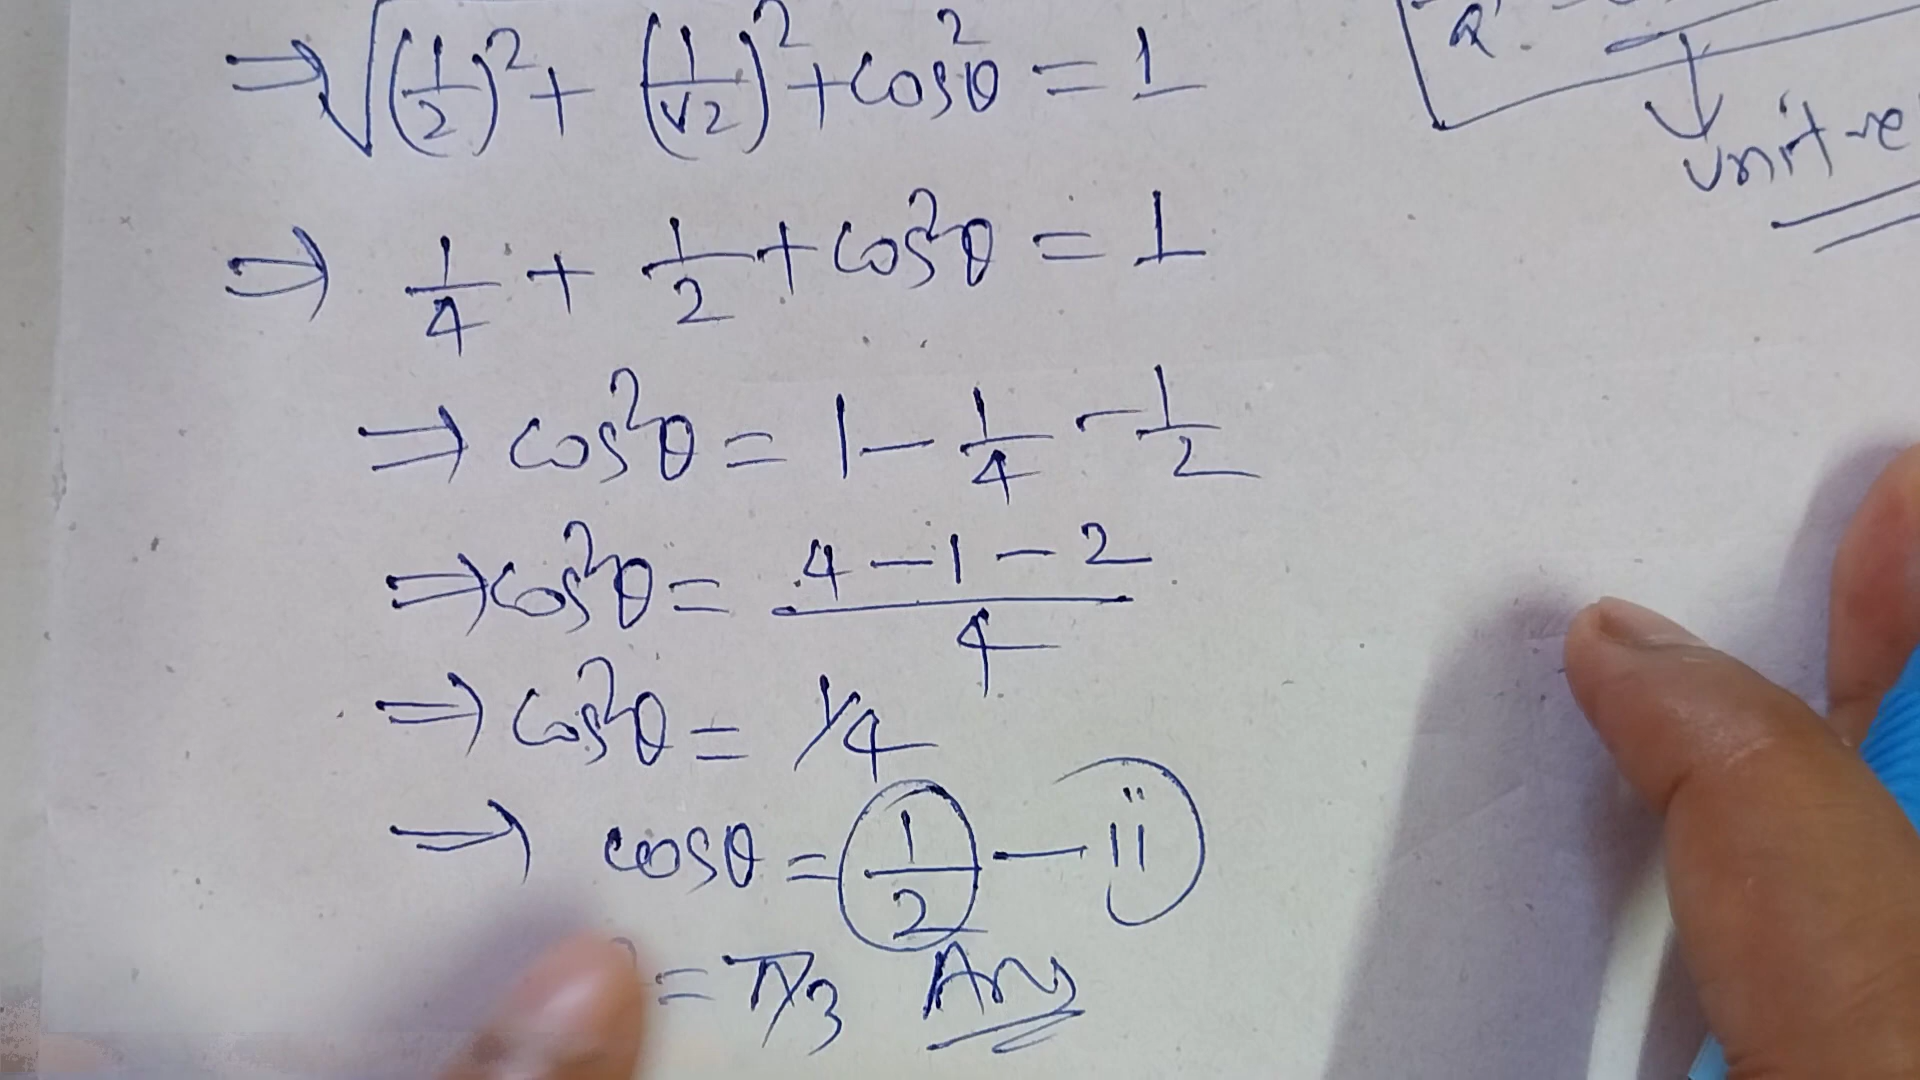 ⇒ √(1/2)² + (1/√2)² + cos²θ = 1
⇒ 1/4 + 1/2 + cos²θ = 1
⇒ cos²θ = 1 - 1/4 - 1/2
⇒ cos²θ = (4 - 1 - 2)/4
⇒ cos²θ = 1/4
⇒ cosθ = 1/2 — ii
= π/3 Ans
unit ve